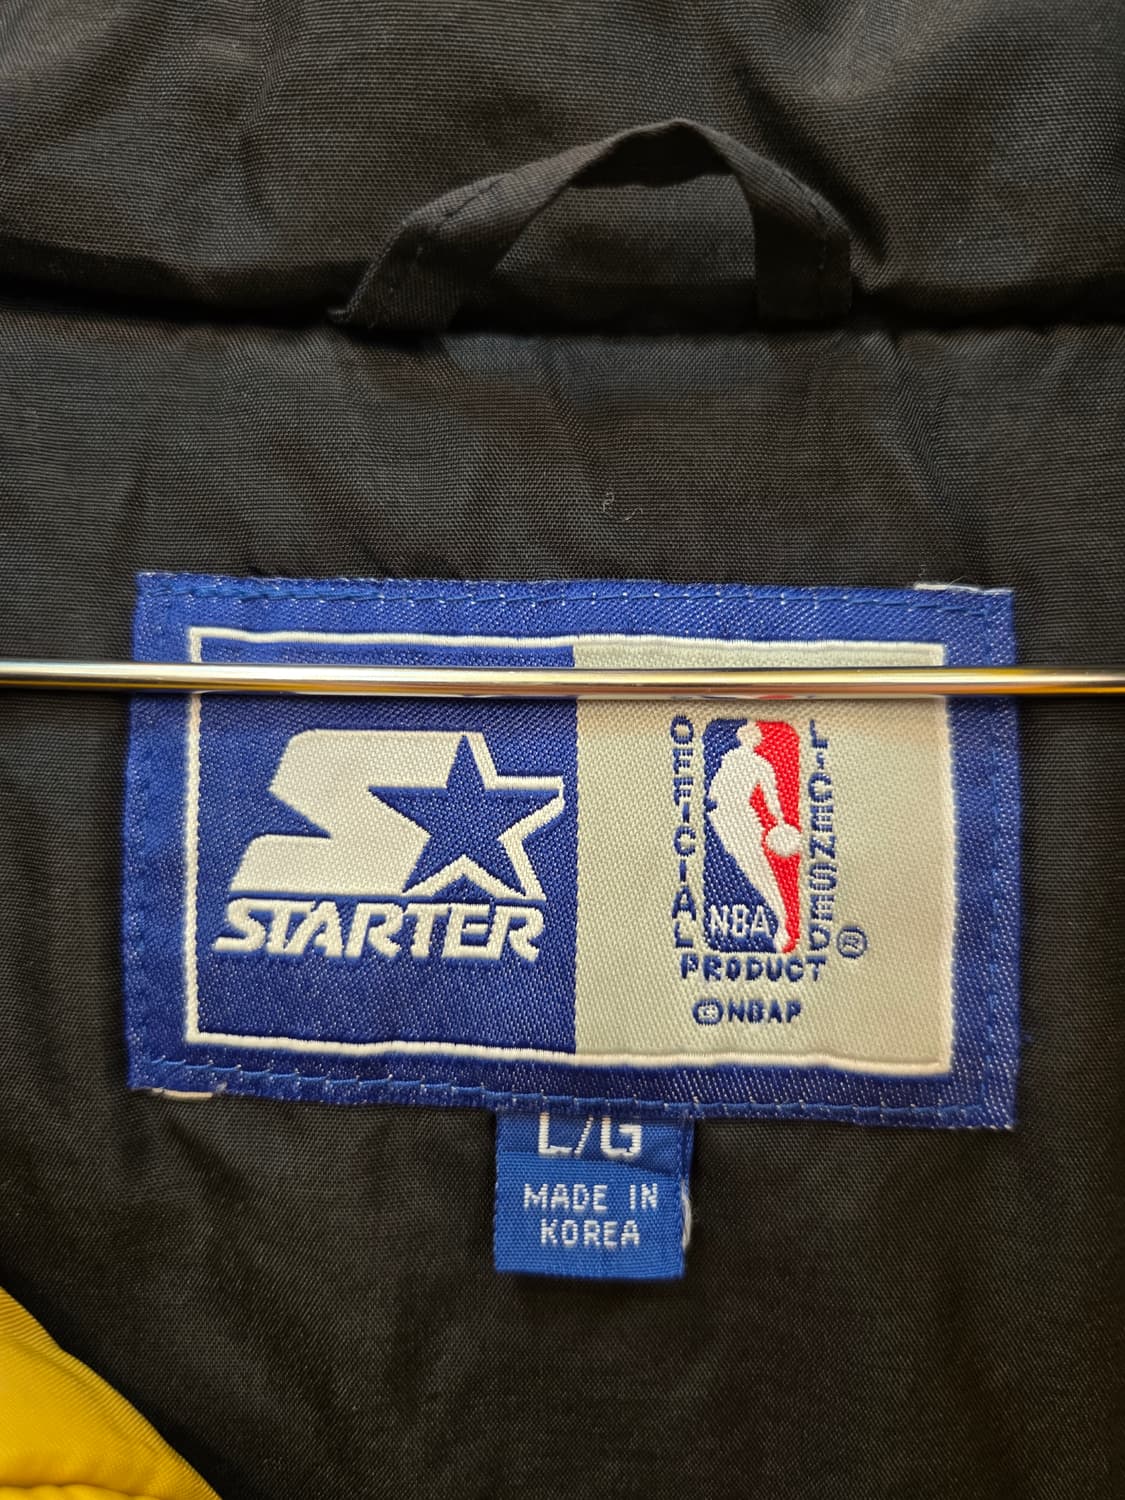 STARTER
OFFICIAL
LICENSED
NBA
PRODUCT
®
©NBAP
L/G
MADE IN
KOREA